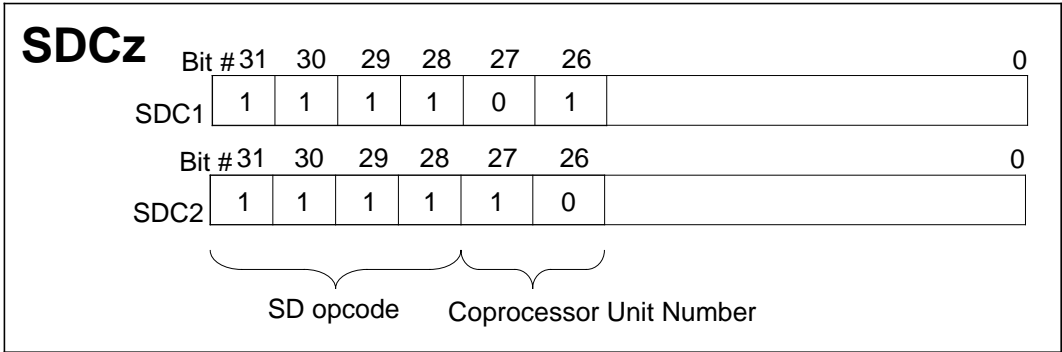 SDCz
Bit # 31 30 29 28 27 26 0
SDC1 1 1 1 1 0 1
Bit # 31 30 29 28 27 26 0
SDC2 1 1 1 1 1 0
SD opcode Coprocessor Unit Number